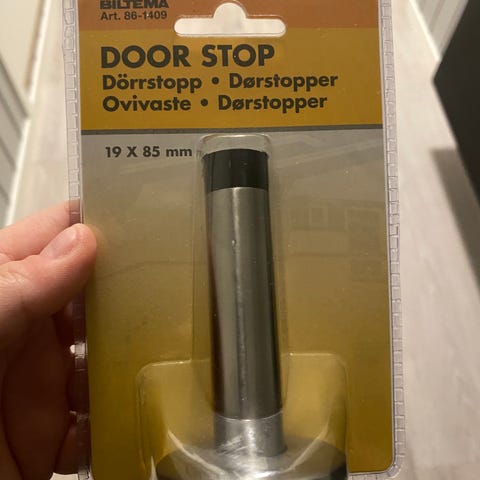 BILTEMA
Art. 86-1409
DOOR STOP
Dörrstopp • Dørstopper
Ovivaste • Dørstopper
19 X 85 mm